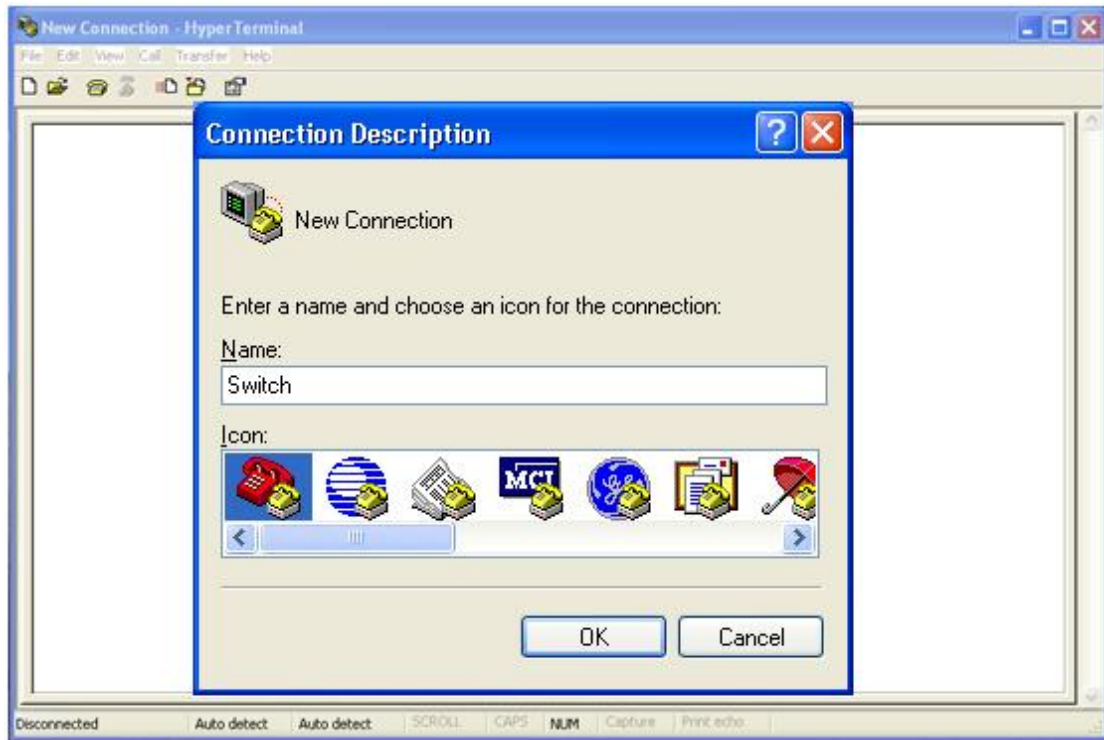 New Connection - HyperTerminal
File Edit View Call Transfer Help
Connection Description
New Connection
Enter a name and choose an icon for the connection:
Name:
Switch
Icon:
MCI
OK Cancel
Disconnected Auto detect Auto detect SCROLL CAPS NUM Capture Print echo